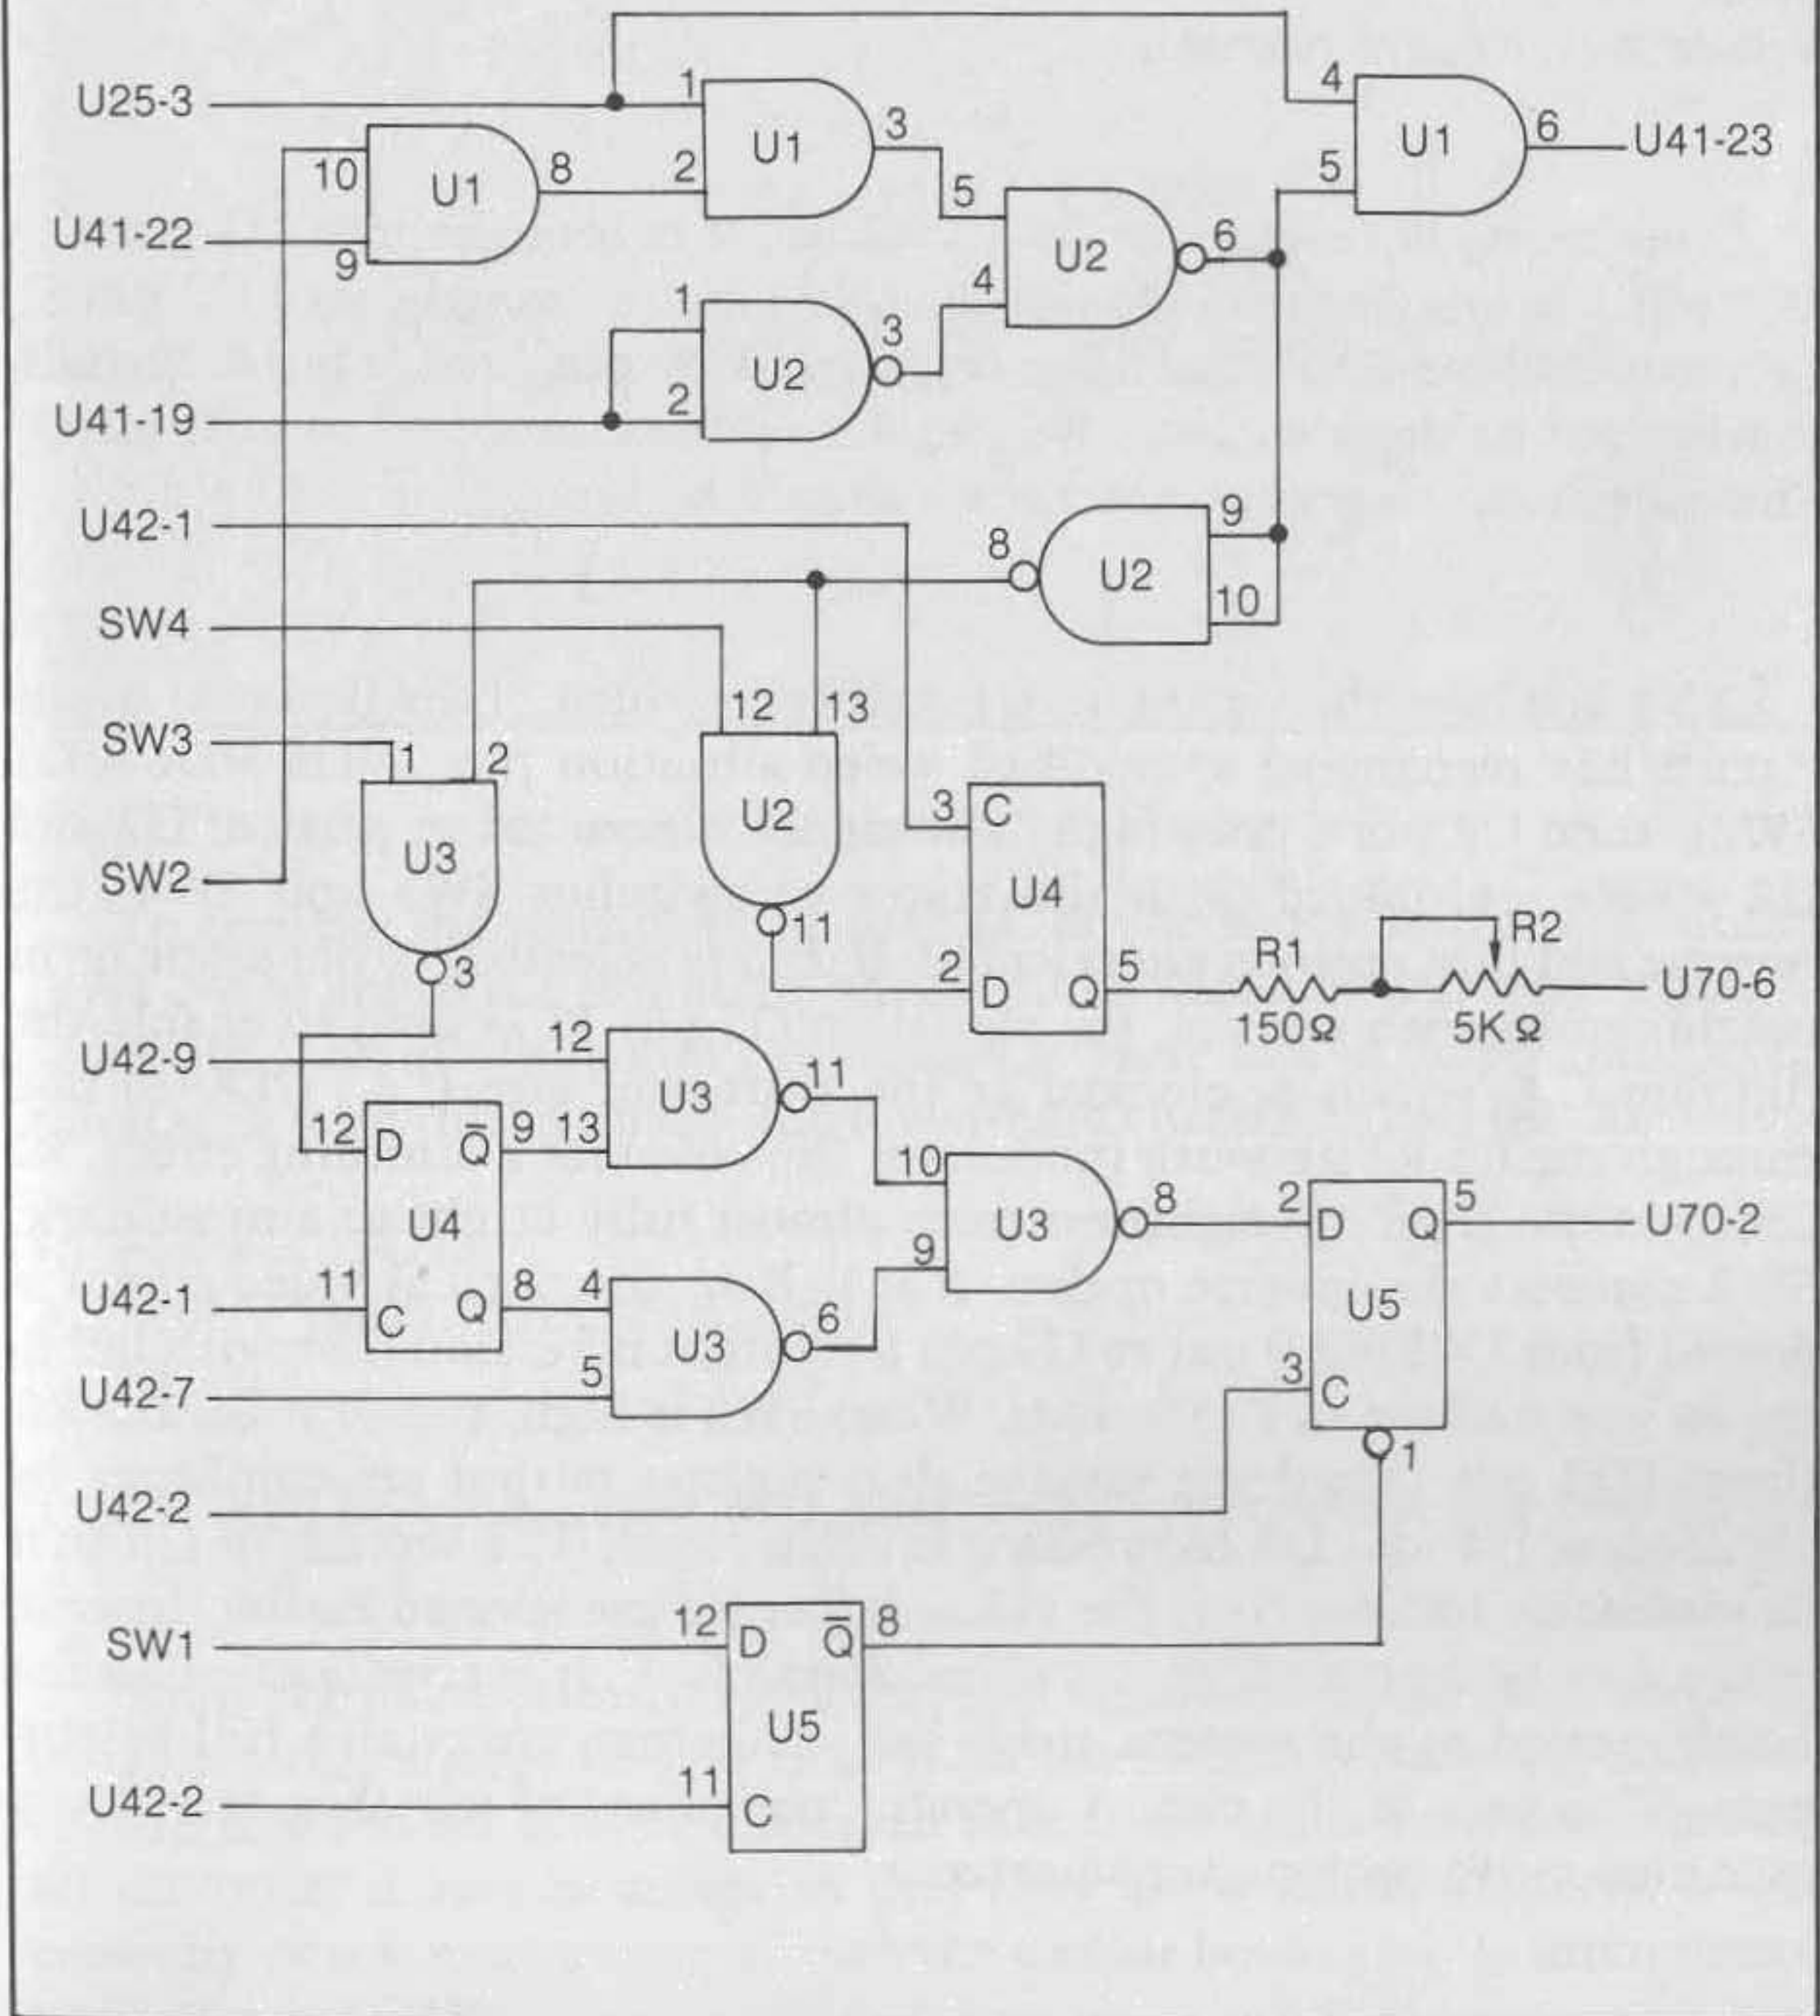 4
U25-3
1
3
U1
U1
6
U41-23
10
U1
8
2
5
5
U41-22
9
U2
6
4
1
3
U2
U41-19
2
U42-1
9
8
U2
10
SW4
12
13
SW3
1
2
U2
3
C
U3
SW2
U4
11
R2
R1
3
2
D
Q
5
U70-6
150Ω
5KΩ
U42-9
12
11
U3
12
D
Q̅
9
13
10
8
2
D
Q
5
U70-2
U4
U3
9
U42-1
11
C
Q
8
4
U5
U3
6
U42-7
5
3
C
1
U42-2
SW1
12
D
Q̅
8
U5
U42-2
11
C